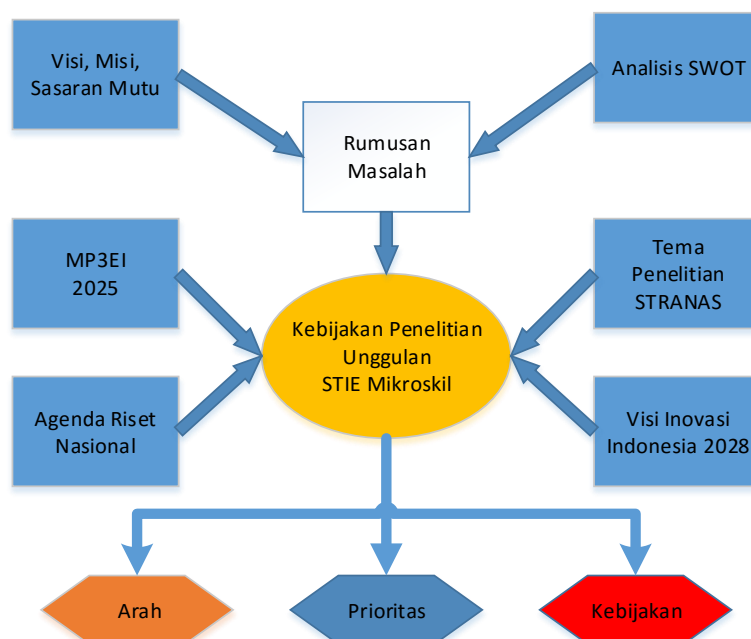 Visi, Misi,
Sasaran Mutu
Analisis SWOT
Rumusan
Masalah
MP3EI
2025
Tema
Penelitian
STRANAS
Kebijakan Penelitian
Unggulan
STIE Mikroskil
Agenda Riset
Nasional
Visi Inovasi
Indonesia 2028
Arah
Prioritas
Kebijakan